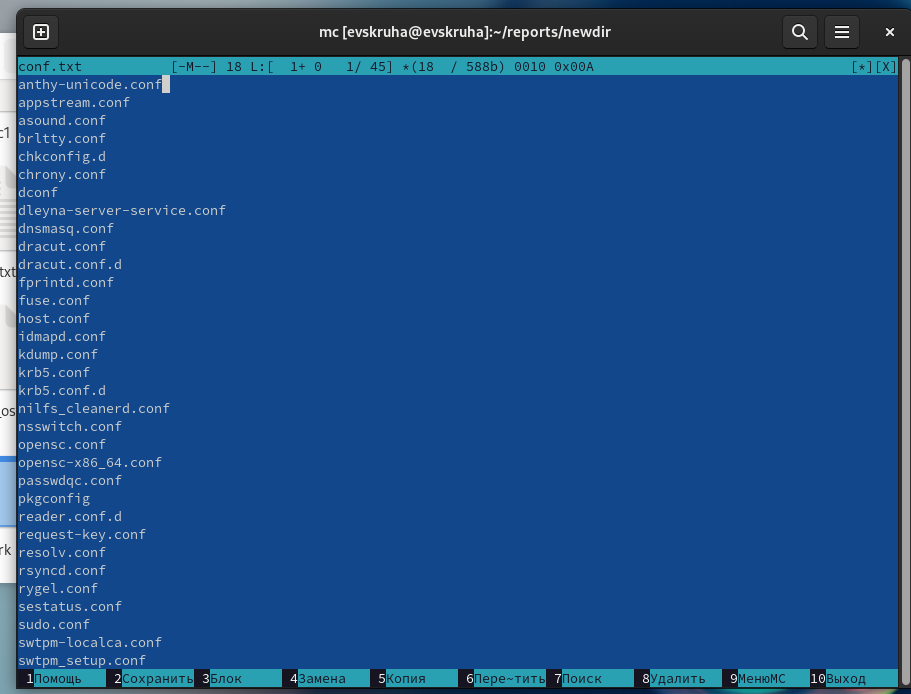 mc [evskruha@evskruha]:~/reports/newdir
conf.txt [-M--] 18 L:[ 1+ 0 1/ 45] *(18 / 588b) 0010 0x00A [*][X]
anthy-unicode.conf
appstream.conf
c1
asound.conf
brltty.conf
chkconfig.d
chrony.conf
dconf
dleyna-server-service.conf
dnsmasq.conf
dracut.conf
dracut.conf.d
txt
fprintd.conf
fuse.conf
host.conf
idmapd.conf
kdump.conf
krb5.conf
krb5.conf.d
nilfs_cleanerd.conf
_os
nsswitch.conf
opensc.conf
opensc-x86_64.conf
passwdqc.conf
pkgconfig
reader.conf.d
request-key.conf
rk
resolv.conf
rsyncd.conf
rygel.conf
sestatus.conf
sudo.conf
swtpm-localca.conf
swtpm_setup.conf
1Помощь 2Сохранить 3Блок 4Замена 5Копия 6Пере~тить 7Поиск 8Удалить 9МенюMC 10Выход